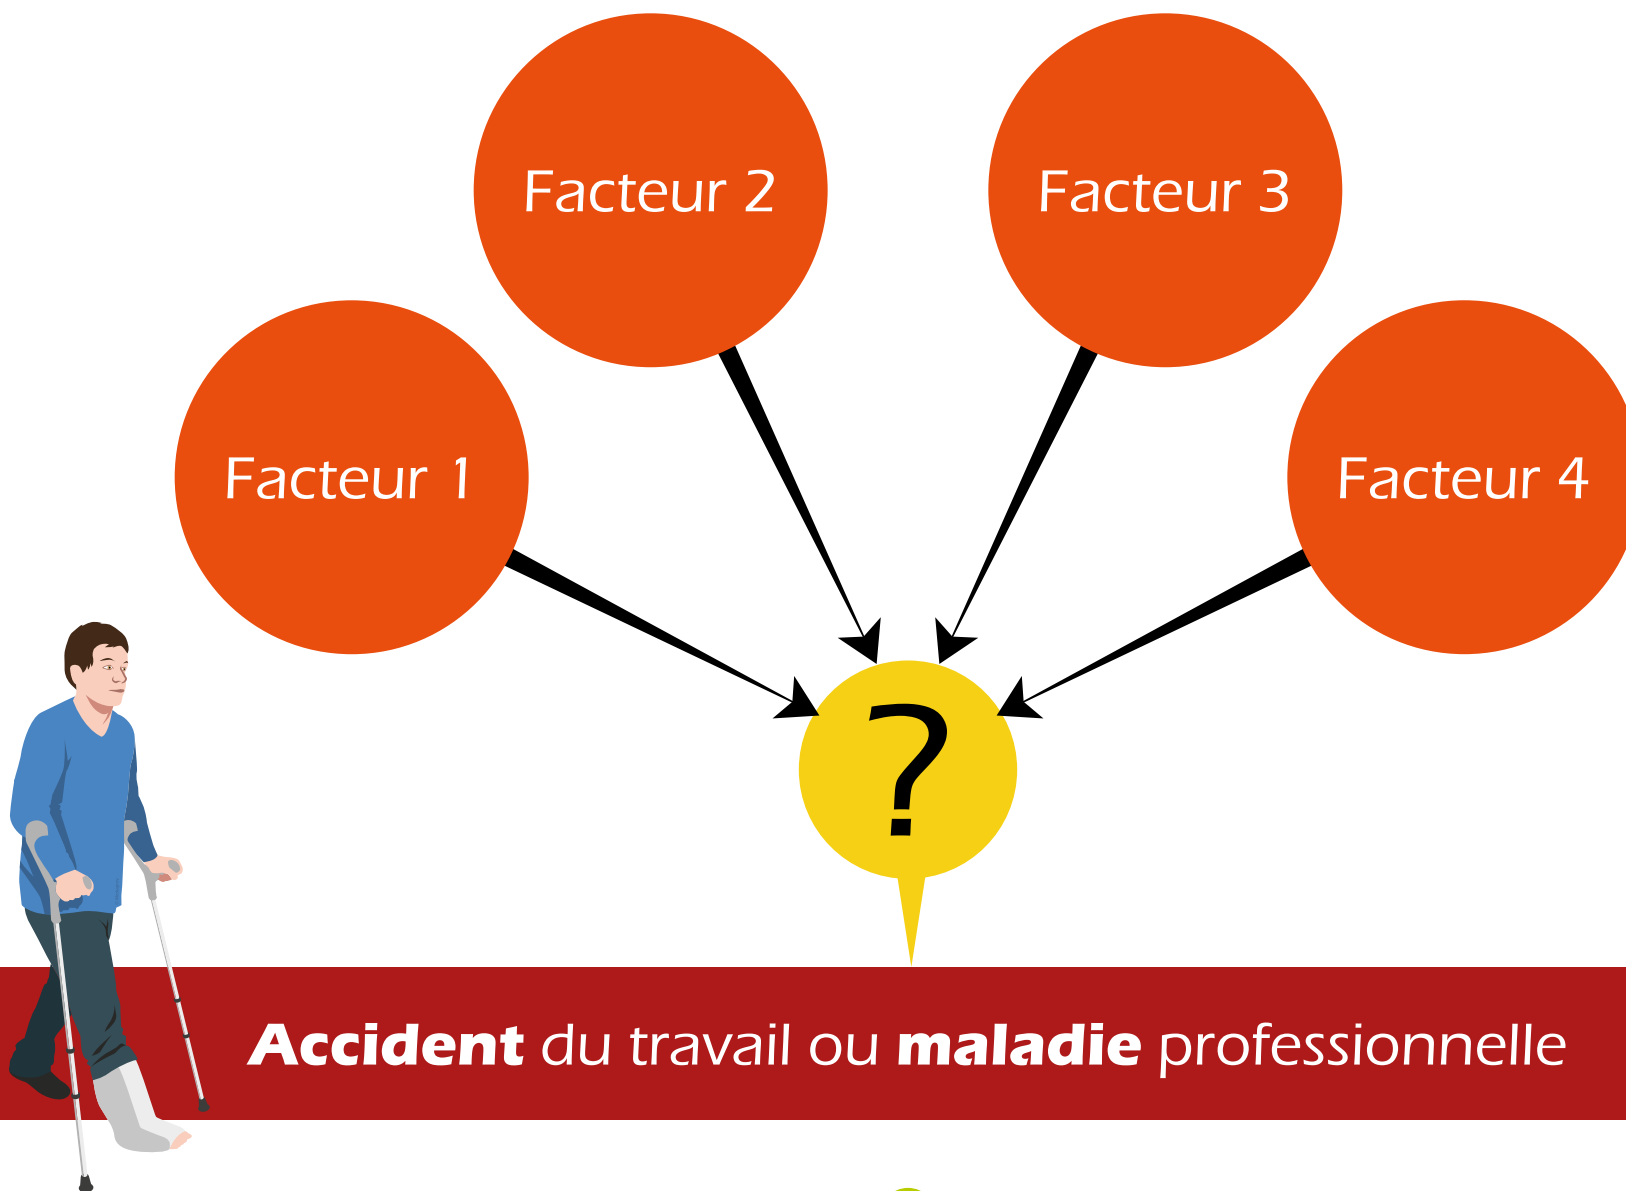 Facteur 2
Facteur 3
Facteur 1
Facteur 4
?
Accident du travail ou maladie professionnelle